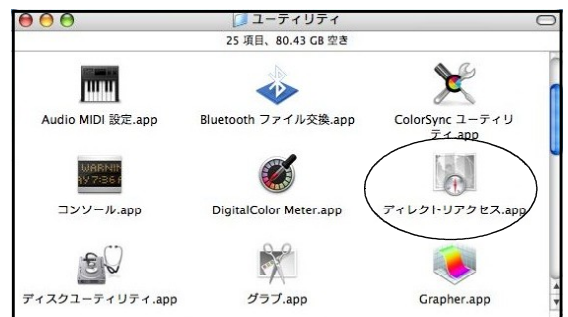 ユーティリティ
25 項目、80.43 GB 空き
Audio MIDI 設定.app
Bluetooth ファイル交換.app
ColorSync ユーティリ
ティ.app
WARNIN
コンソール.app
DigitalColor Meter.app
ディレクトリアクセス.app
ディスクユーティリティ.app
グラブ.app
Grapher.app